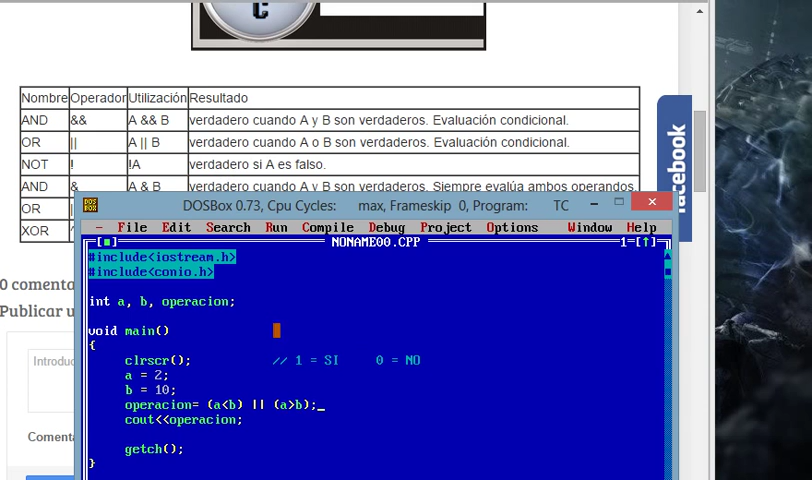 C
Nombre Operador Utilización Resultado
AND && A && B verdadero cuando A y B son verdaderos. Evaluación condicional.
OR || A || B verdadero cuando A o B son verdaderos. Evaluación condicional.
NOT ! !A verdadero si A es falso.
AND & A & B verdadero cuando A y B son verdaderos. Siempre evalúa ambos operandos.
OR
XOR
facebook
0 comenta
Publicar u
Introduc
Comenta
DOSBox 0.73, Cpu Cycles: max, Frameskip 0, Program: TC
File Edit Search Run Compile Debug Project Options Window Help
NONAME00.CPP 1=[↑]
#include<iostream.h>
#include<conio.h>
int a, b, operacion;
void main()
{
clrscr(); // 1 = SI 0 = NO
a = 2;
b = 10;
operacion= (a<b) || (a>b);_
cout<<operacion;
getch();
}